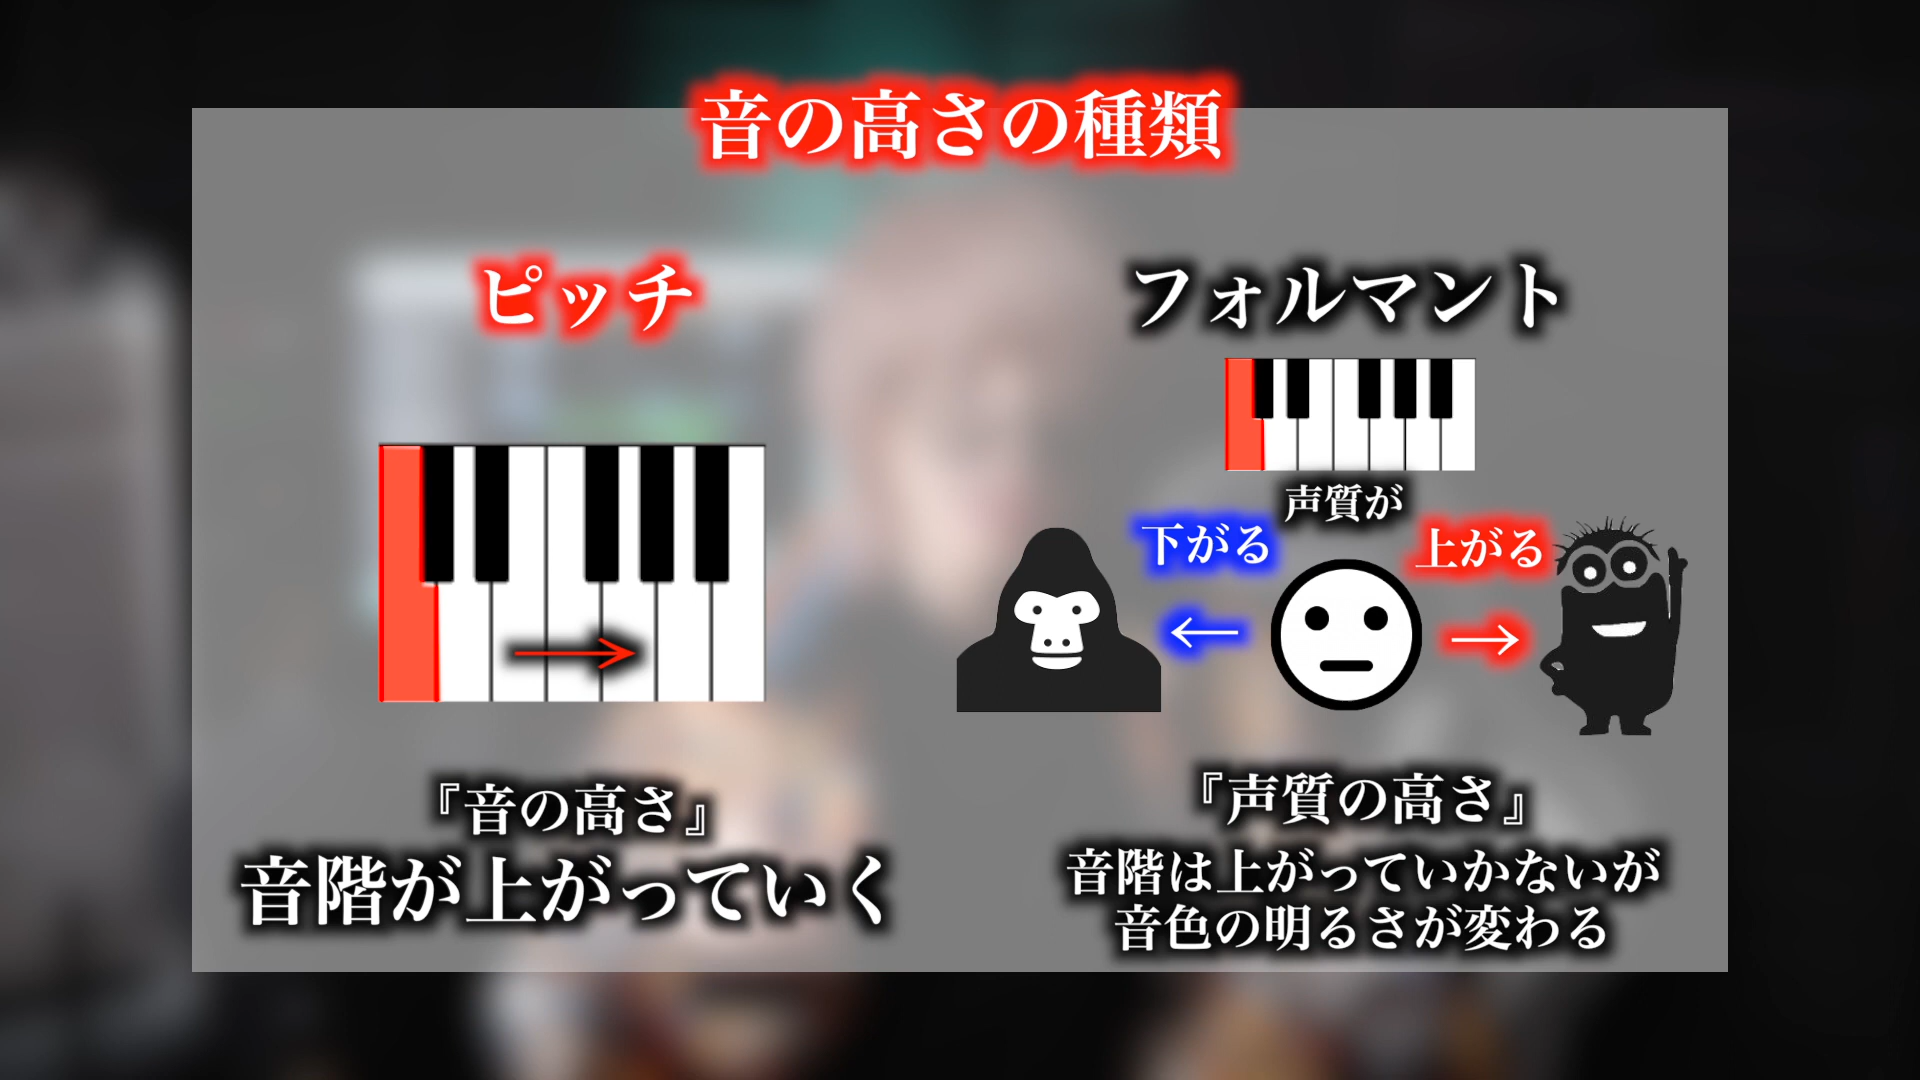 音の高さの種類
ピッチ
『音の高さ』
音階が上がっていく
フォルマント
声質が
下がる
上がる
←
→
『声質の高さ』
音階は上がっていかないが
音色の明るさが変わる